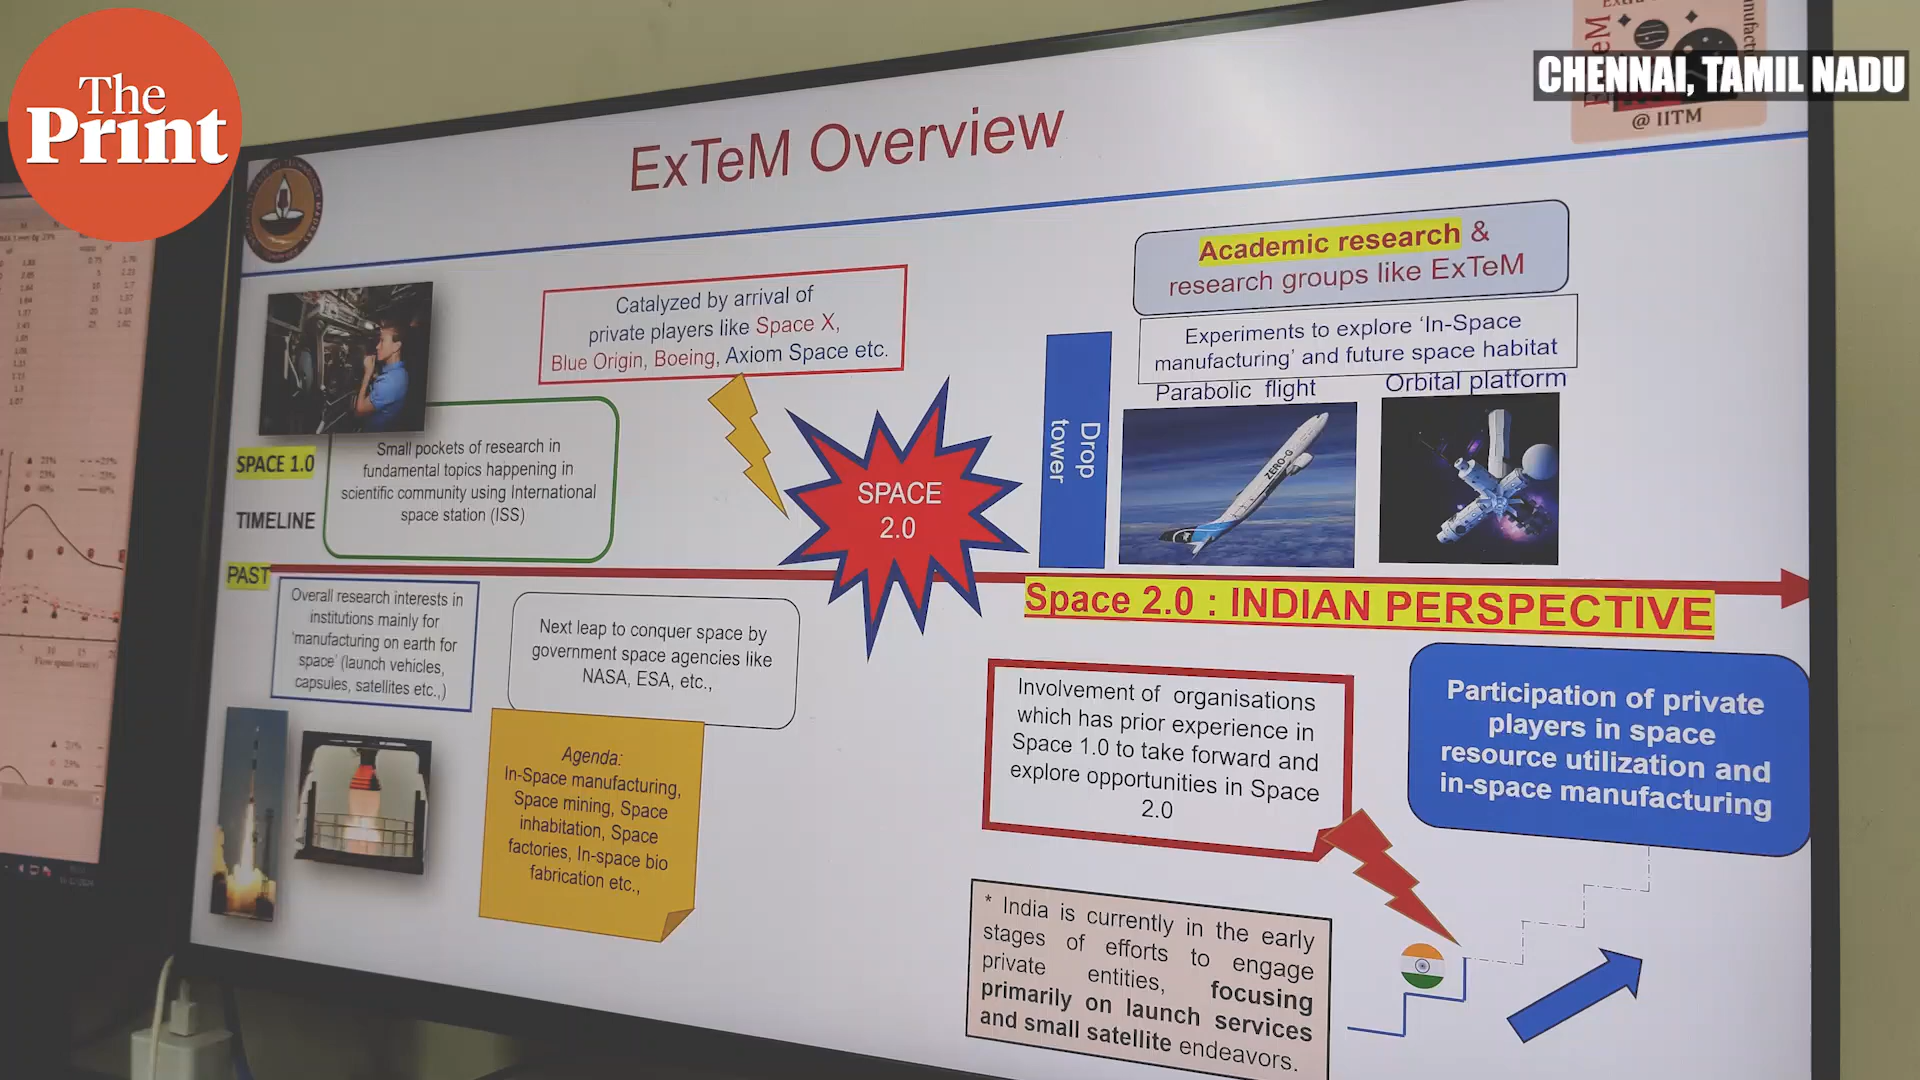 The
Print
CHENNAI, TAMIL NADU
@ IITM
ExTeM Overview
Catalyzed by arrival of
private players like Space X,
Blue Origin, Boeing, Axiom Space etc.
Academic research &
research groups like ExTeM
Experiments to explore ‘In-Space
manufacturing’ and future space habitat
Parabolic flight
Orbital platform
Drop
tower
ZERO-G
SPACE 1.0
TIMELINE
PAST
Small pockets of research in
fundamental topics happening in
scientific community using International
space station (ISS)
SPACE
2.0
Space 2.0 : INDIAN PERSPECTIVE
Overall research interests in
institutions mainly for
‘manufacturing on earth for
space’ (launch vehicles,
capsules, satellites etc.,)
Next leap to conquer space by
government space agencies like
NASA, ESA, etc.,
Agenda:
In-Space manufacturing,
Space mining, Space
inhabitation, Space
factories, In-space bio
fabrication etc.,
Involvement of organisations
which has prior experience in
Space 1.0 to take forward and
explore opportunities in Space
2.0
Participation of private
players in space
resource utilization and
in-space manufacturing
* India is currently in the early
stages of efforts to engage
private entities, focusing
primarily on launch services
and small satellite endeavors.